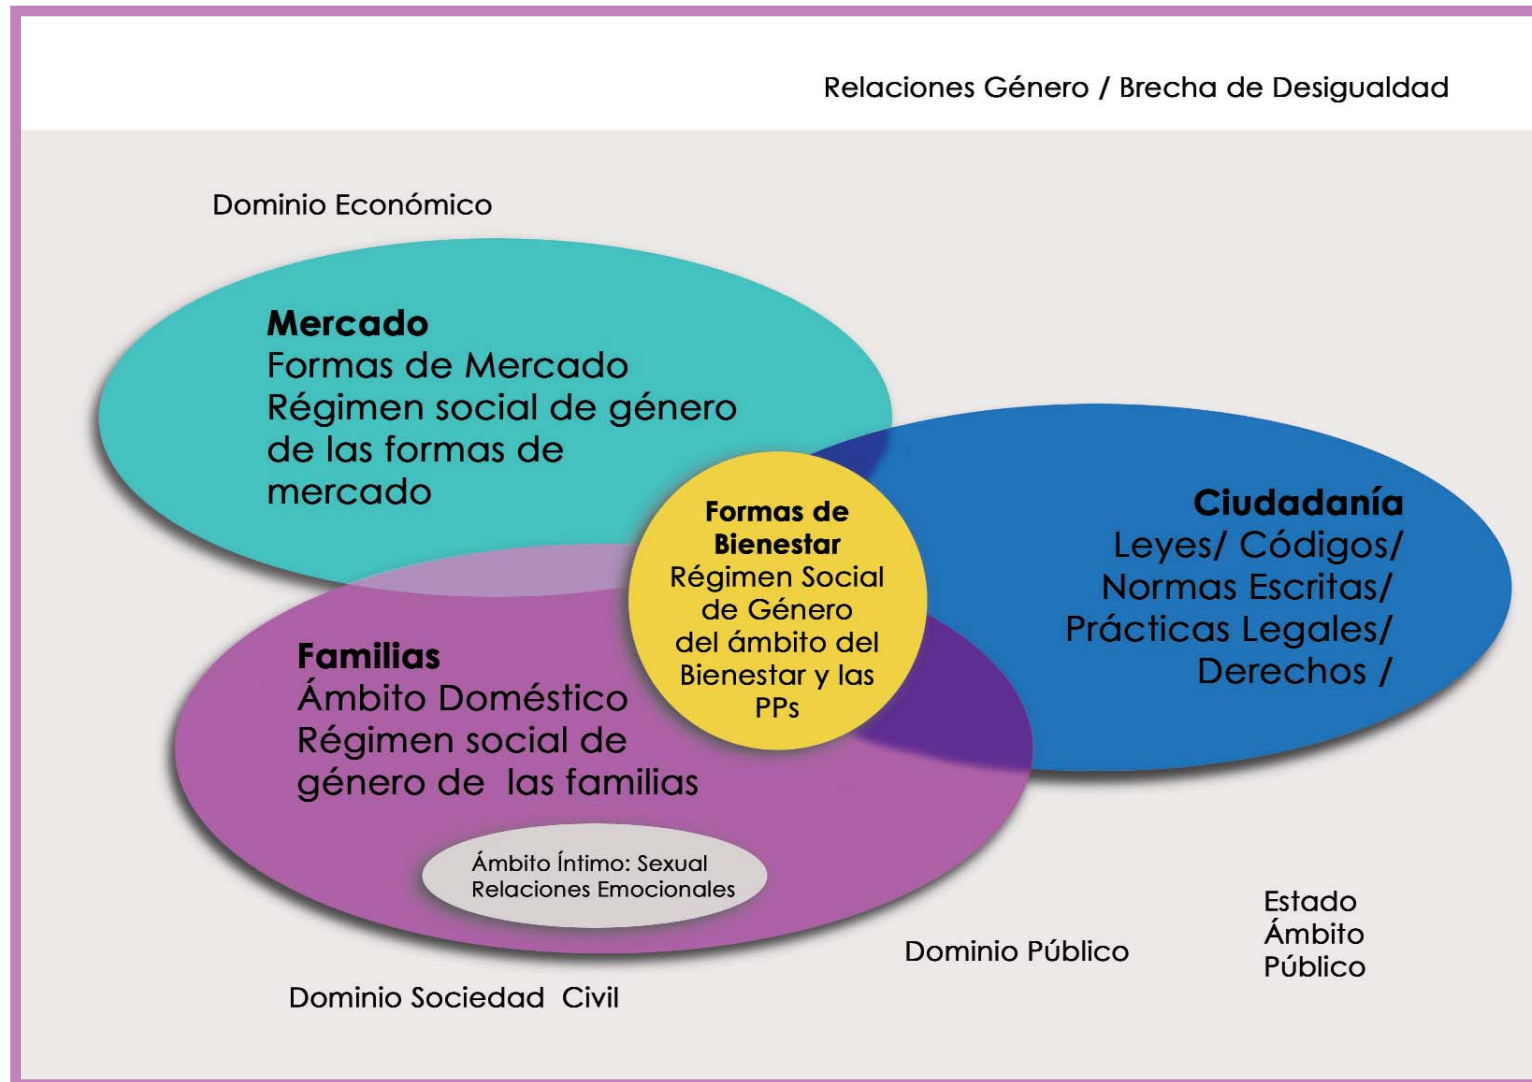 Relaciones Género / Brecha de Desigualdad
Dominio Económico
Mercado
Formas de Mercado
Régimen social de género
de las formas de
mercado
Formas de
Bienestar
Régimen Social
de Género
del ámbito del
Bienestar y las
PPs
Ciudadanía
Leyes/ Códigos/
Normas Escritas/
Prácticas Legales/
Derechos /
Familias
Ámbito Doméstico
Régimen social de
género de las familias
Ámbito Íntimo: Sexual
Relaciones Emocionales
Dominio Sociedad Civil
Dominio Público
Estado
Ámbito
Público